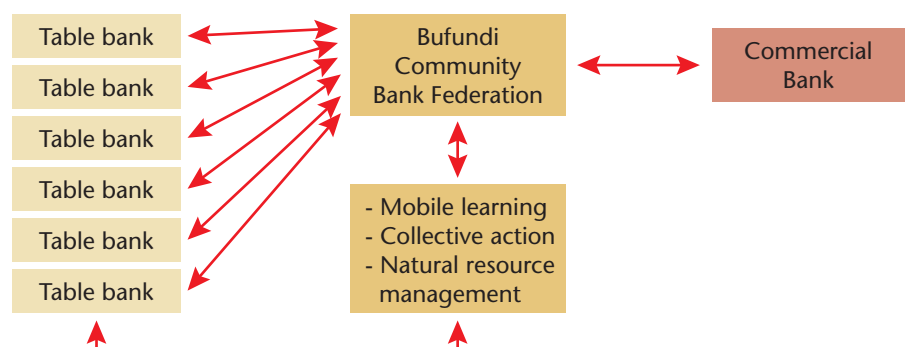 Table bank
Table bank
Table bank
Table bank
Table bank
Table bank
Bufundi
Community
Bank Federation
- Mobile learning
- Collective action
- Natural resource
management
Commercial
Bank